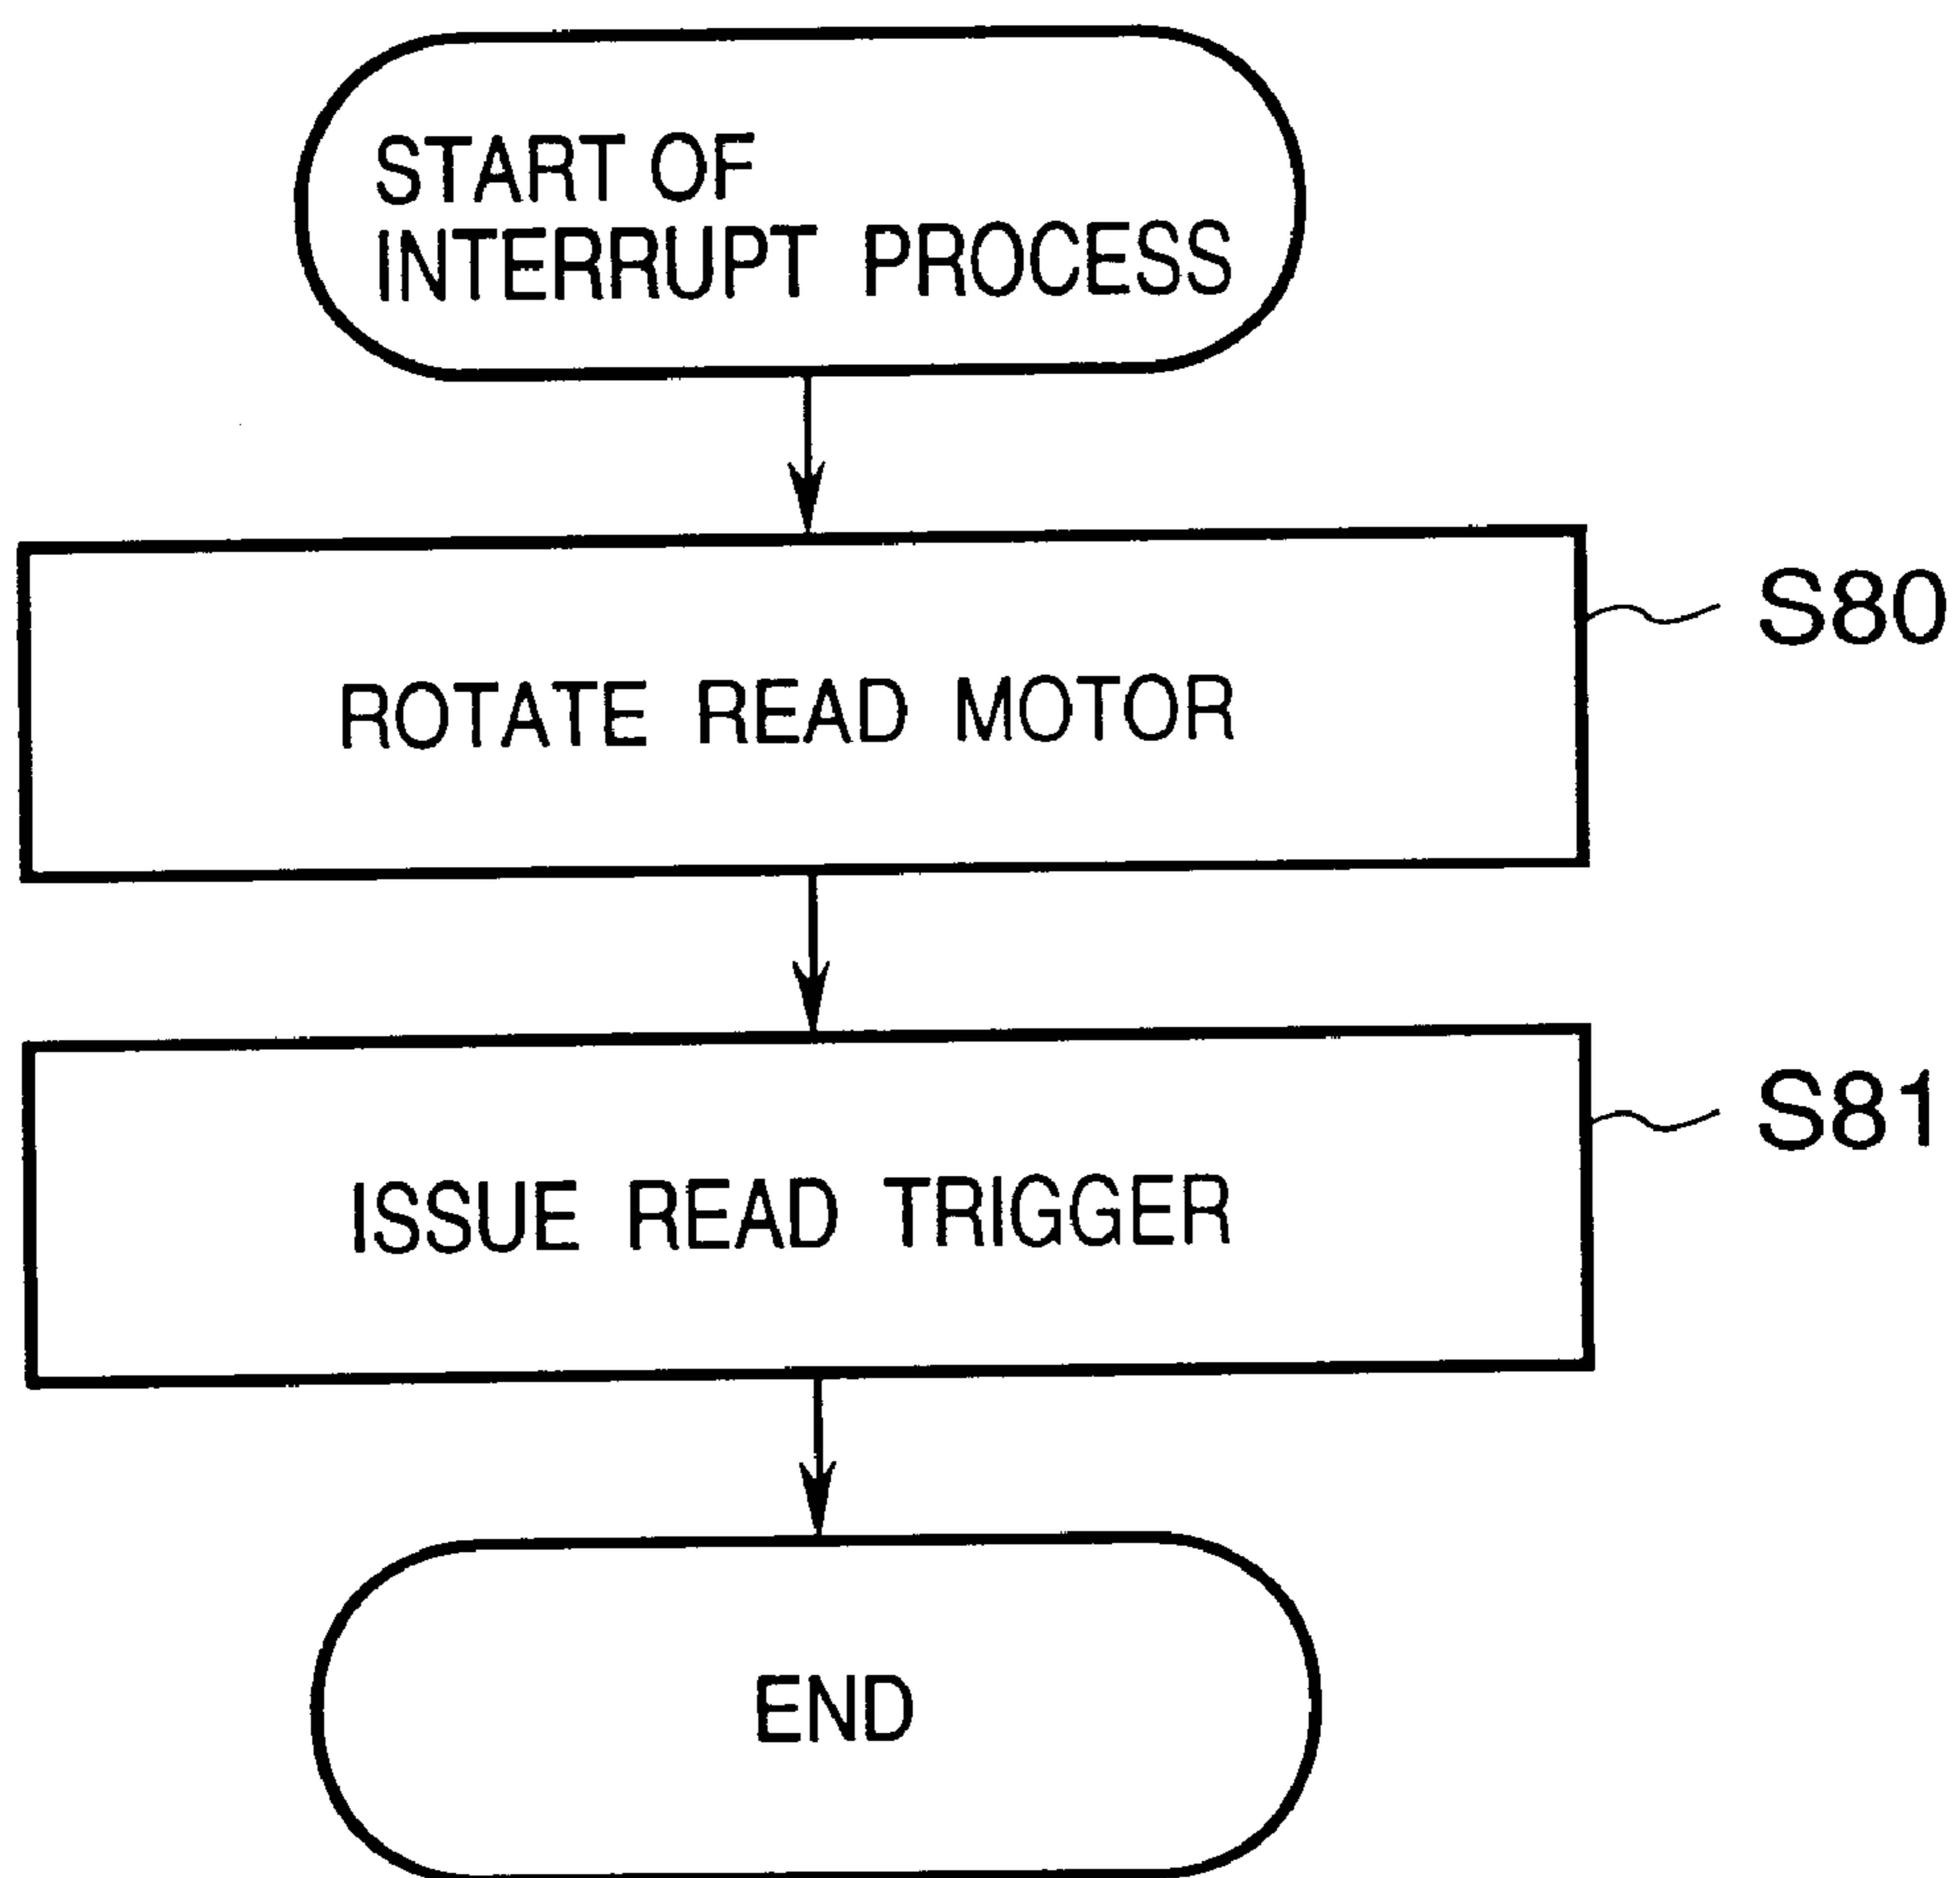 START OF
INTERRUPT PROCESS
S80
ROTATE READ MOTOR
S81
ISSUE READ TRIGGER
END